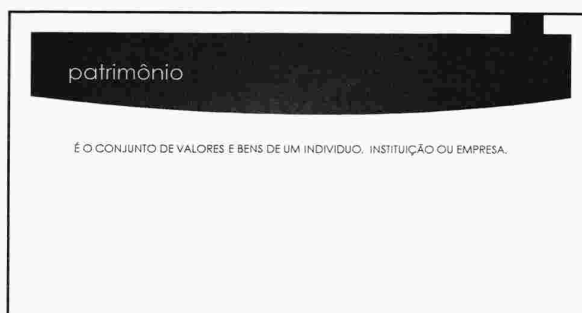 patrimônio
É O CONJUNTO DE VALORES E BENS DE UM INDIVIDUO, INSTITUIÇÃO OU EMPRESA.